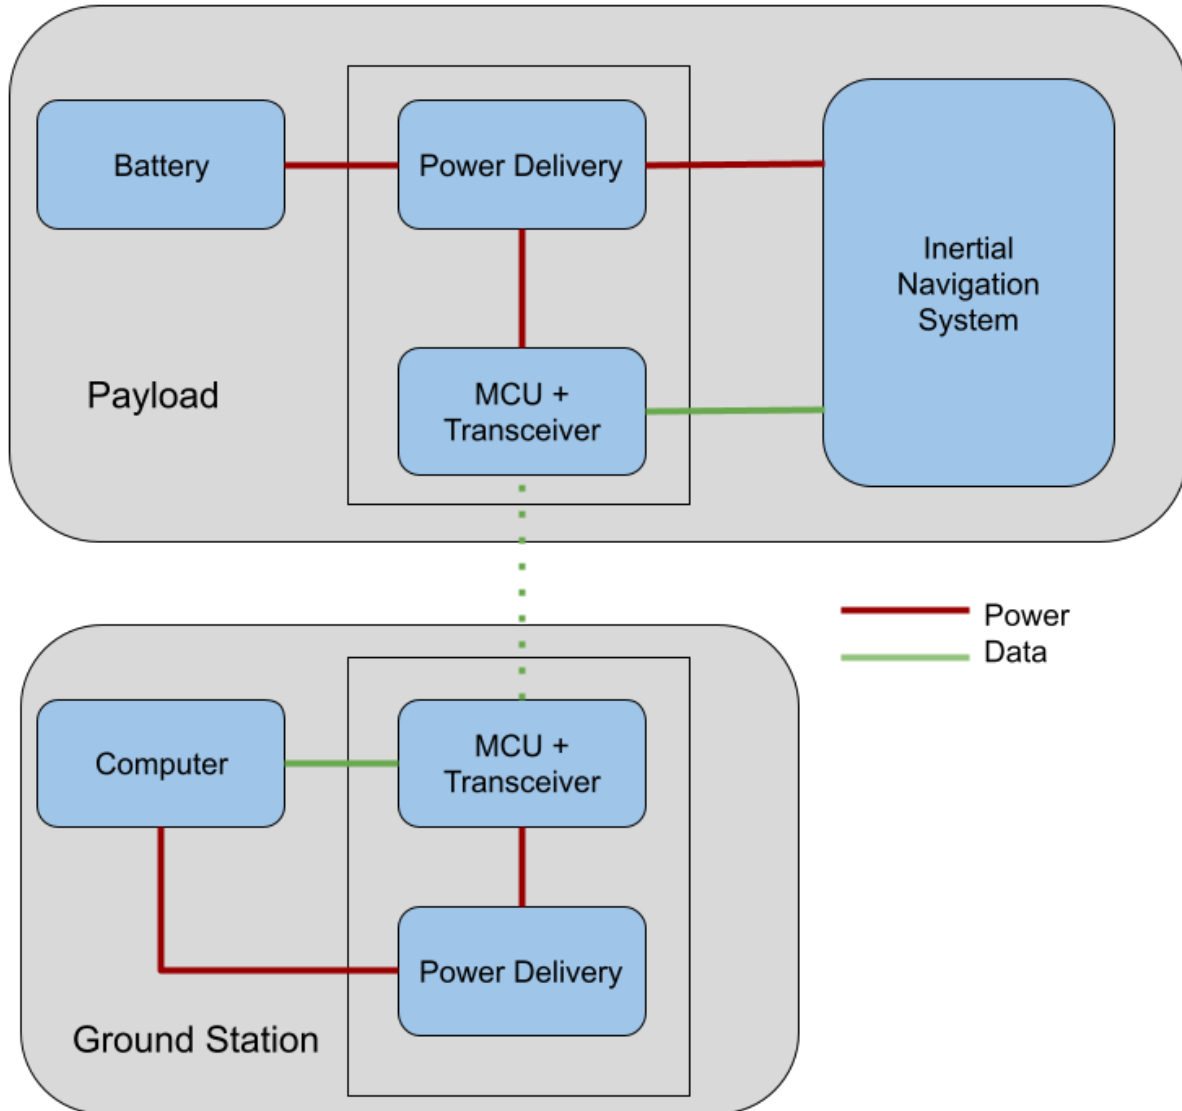 Battery
Power Delivery
Inertial
Navigation
System
Payload
MCU +
Transceiver
Power
Data
Computer
MCU +
Transceiver
Power Delivery
Ground Station